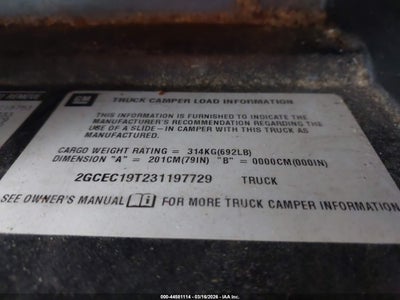 GM
TRUCK CAMPER LOAD INFORMATION
THIS INFORMATION IS FURNISHED TO INDICATE THE
MANUFACTURER'S RECOMMENDATION REGARDING THE
USE OF A SLIDE-IN CAMPER WITH THIS TRUCK AS
MANUFACTURED.
CARGO WEIGHT RATING = 314KG(692LB)
DIMENSION "A" = 201CM(79IN) "B" = 0000CM(000IN)
2GCEC19T231197729 TRUCK
SEE OWNER'S MANUAL FOR MORE TRUCK CAMPER INFORMATION
000-44581114 - 03/16/2026 - IAA Inc.